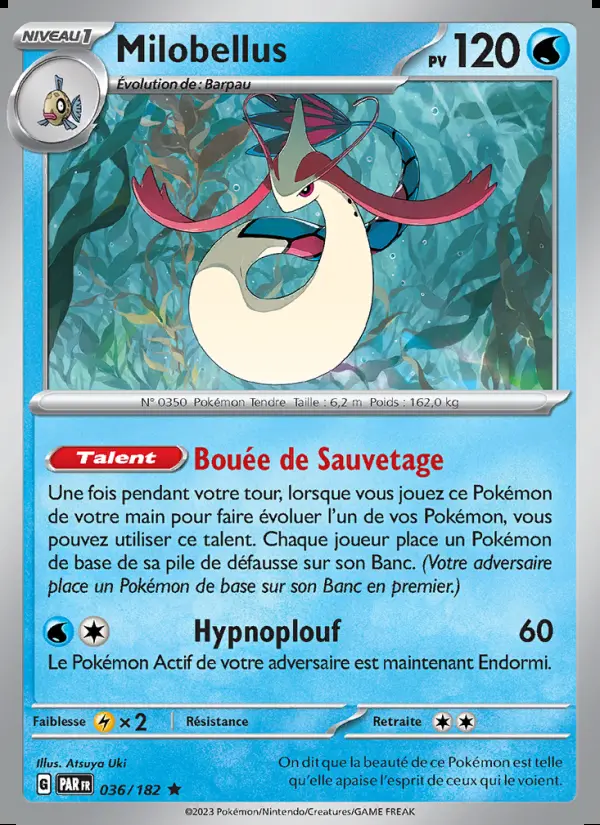 NIVEAU 1
Milobellus
PV 120
Évolution de : Barpau
N° 0350 Pokémon Tendre Taille : 6,2 m Poids : 162,0 kg
Talent Bouée de Sauvetage
Une fois pendant votre tour, lorsque vous jouez ce Pokémon
de votre main pour faire évoluer l'un de vos Pokémon, vous
pouvez utiliser ce talent. Chaque joueur place un Pokémon
de base de sa pile de défausse sur son Banc. (Votre adversaire
place un Pokémon de base sur son Banc en premier.)
Hypnoplouf 60
Le Pokémon Actif de votre adversaire est maintenant Endormi.
Faiblesse ×2 Résistance Retraite
Illus. Atsuya Uki
On dit que la beauté de ce Pokémon est telle
qu'elle apaise l'esprit de ceux qui le voient.
G PAR FR 036/182 ★
©2023 Pokémon/Nintendo/Creatures/GAME FREAK